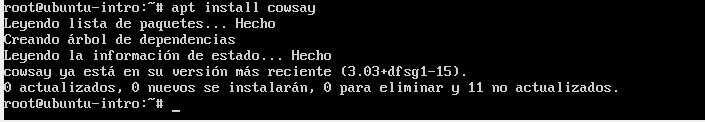 root@ubuntu-intro:~# apt install cowsay
Leyendo lista de paquetes... Hecho
Creando árbol de dependencias
Leyendo la información de estado... Hecho
cowsay ya está en su versión más reciente (3.03+dfsg1-15).
0 actualizados, 0 nuevos se instalarán, 0 para eliminar y 11 no actualizados.
root@ubuntu-intro:~# _